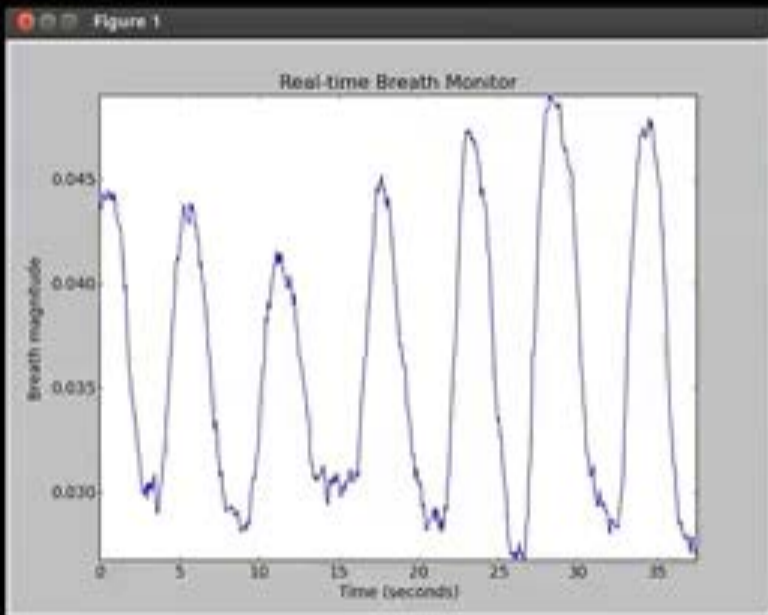 Figure 1
Real-time Breath Monitor
0.045
0.040
0.035
0.030
Breath magnitude
0 5 10 15 20 25 30 35
Time (seconds)